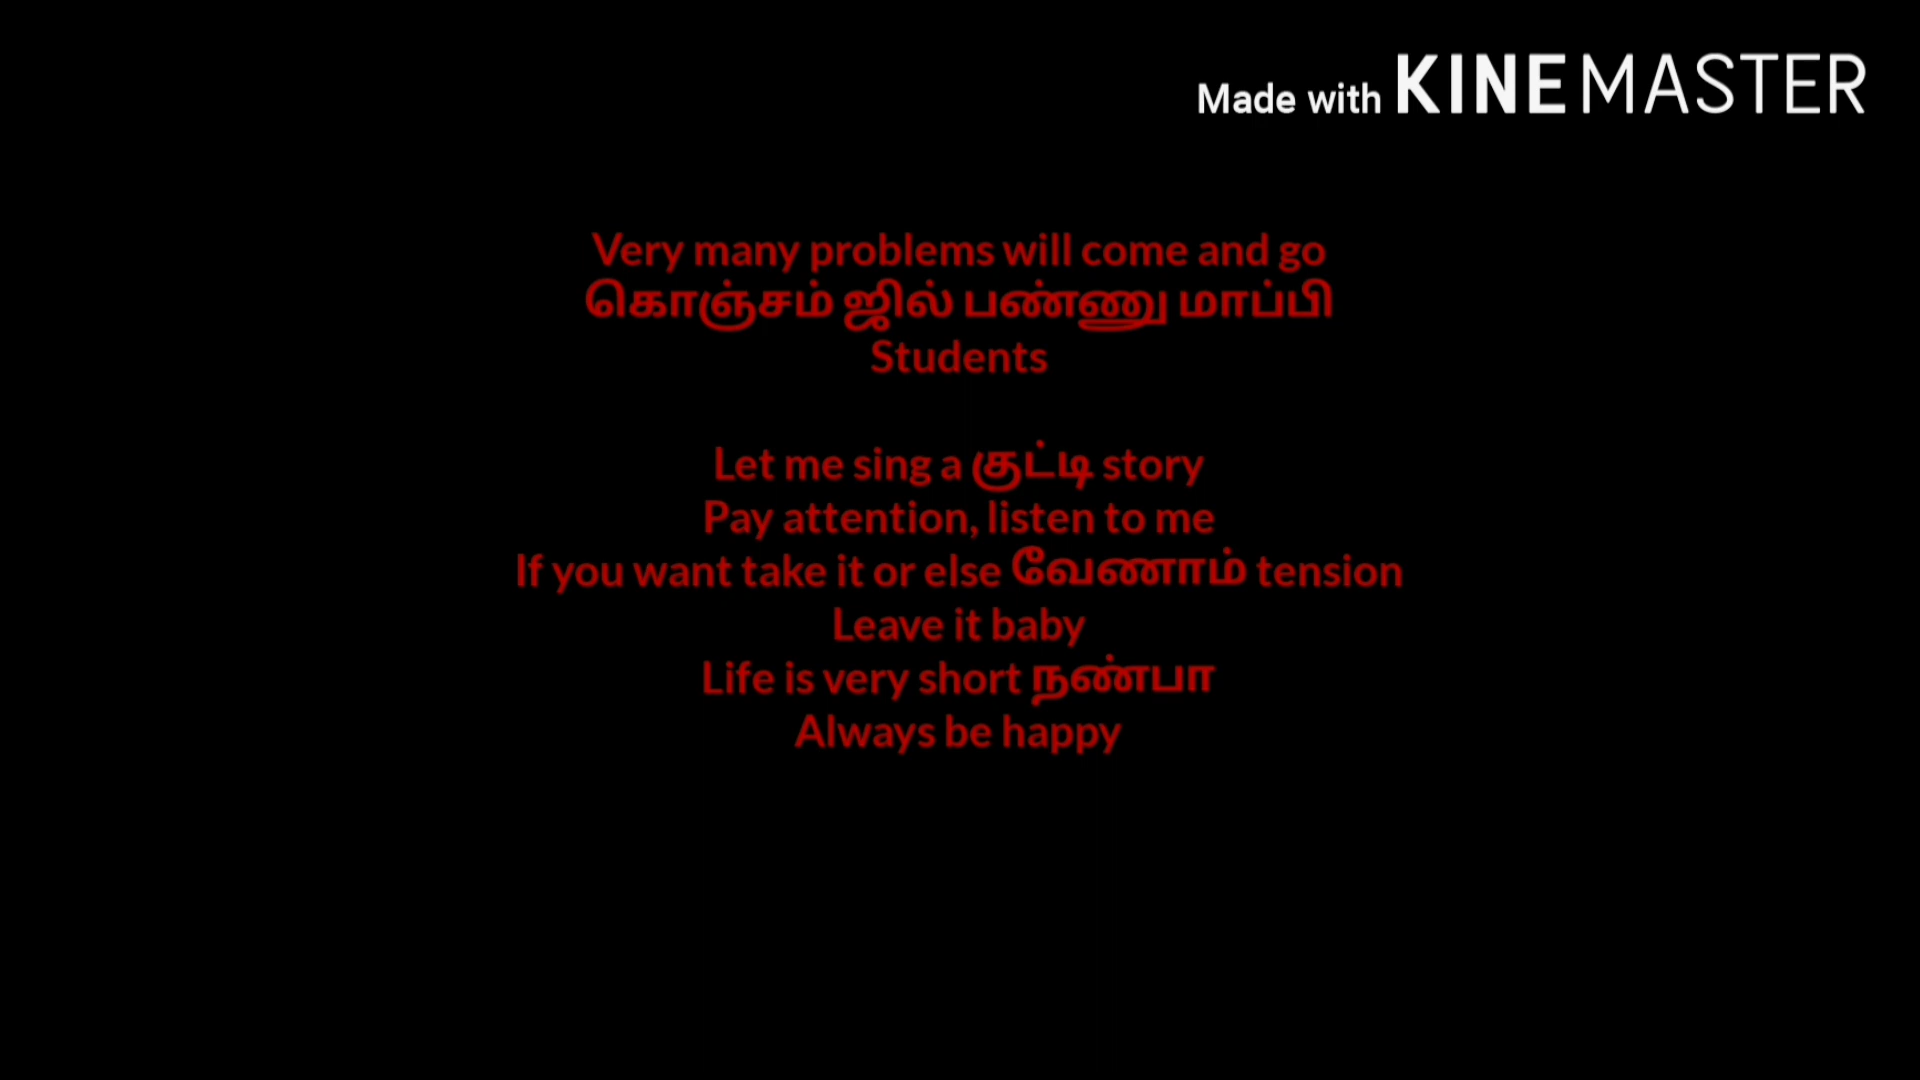 Made with KINEMASTER
Very many problems will come and go
கொஞ்சம் ஜில் பண்ணு மாப்பி
Students
Let me sing a குட்டி story
Pay attention, listen to me
If you want take it or else வேணாம் tension
Leave it baby
Life is very short நண்பா
Always be happy